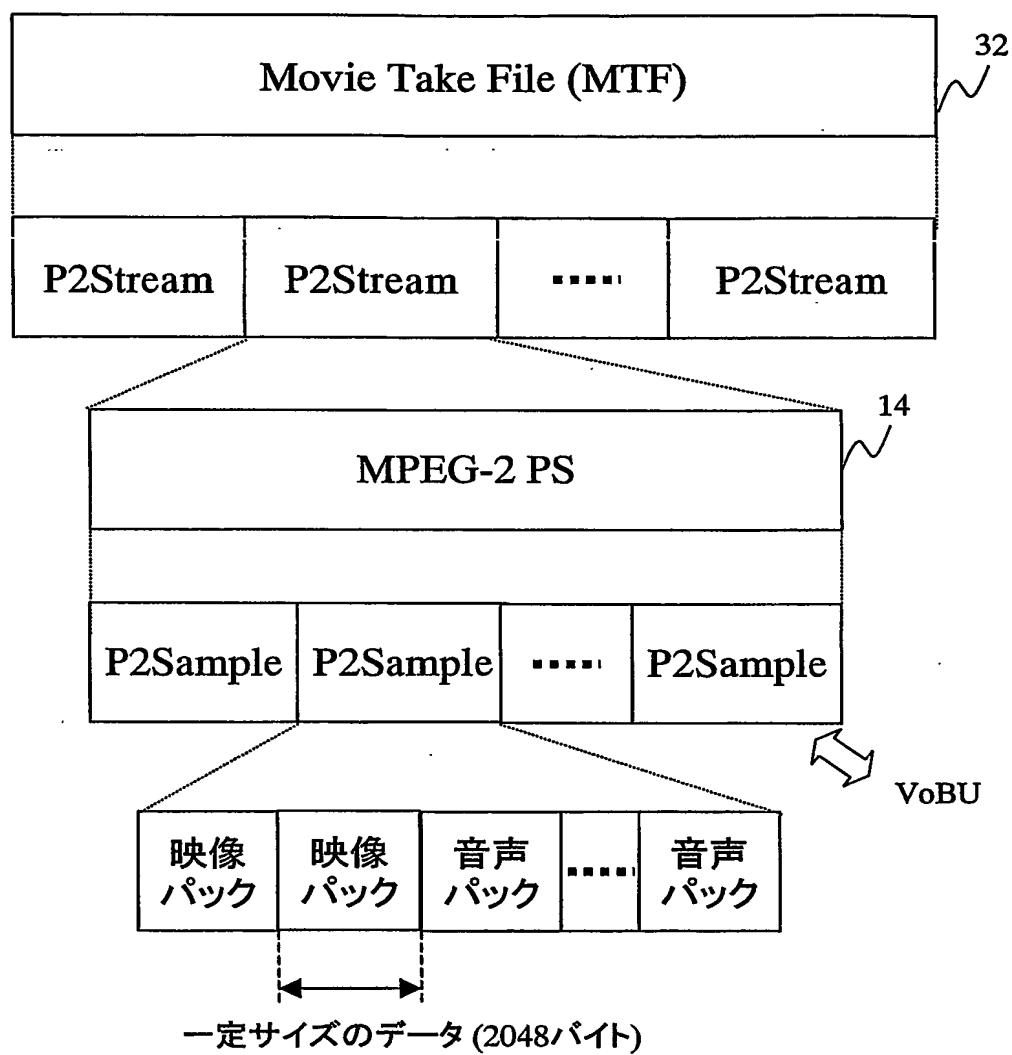 Movie Take File (MTF)
32
P2Stream
P2Stream
P2Stream
14
MPEG-2 PS
P2Sample
P2Sample
P2Sample
VoBU
映像
パック
映像
パック
音声
パック
音声
パック
一定サイズのデータ (2048バイト)